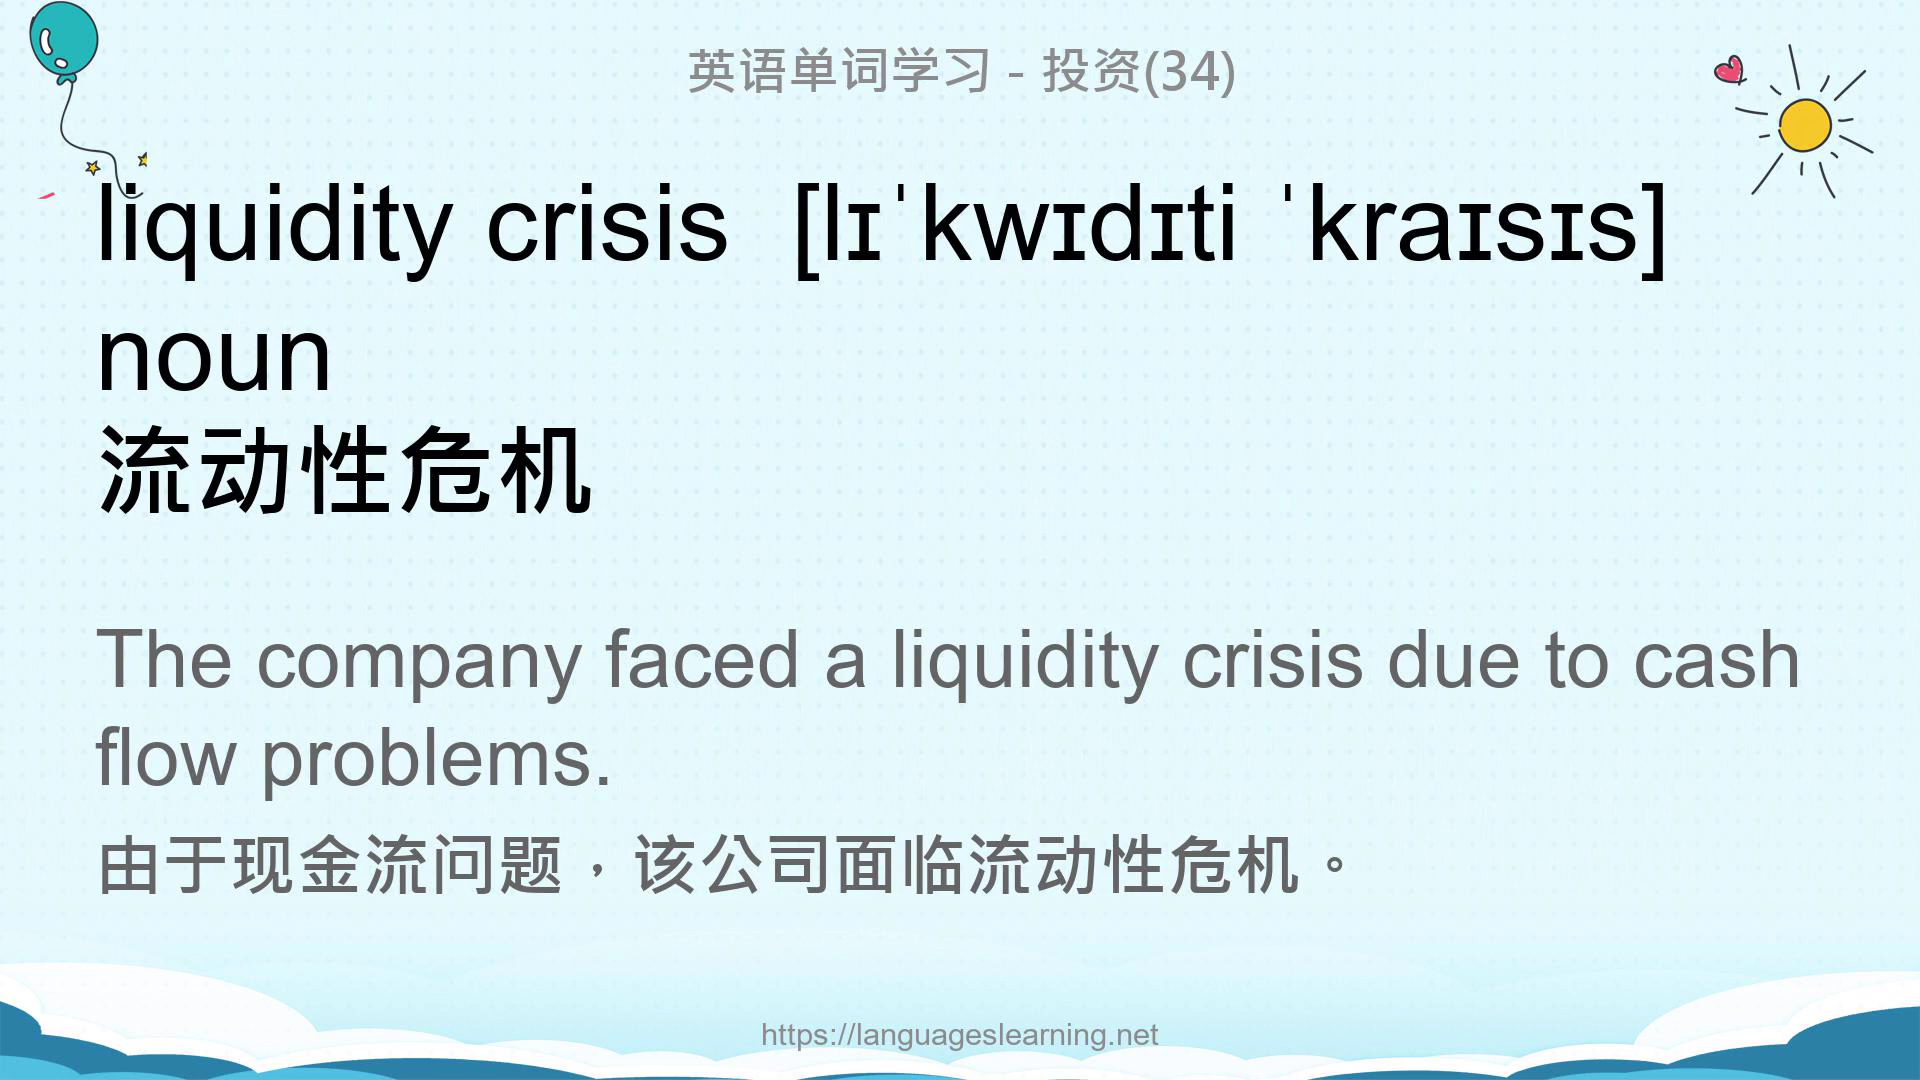 英语单词学习 - 投资(34)
liquidity crisis [lɪˈkwɪdɪti ˈkraɪsɪs]
noun
流动性危机
The company faced a liquidity crisis due to cash
flow problems.
由于现金流问题，该公司面临流动性危机。
https://languageslearning.net